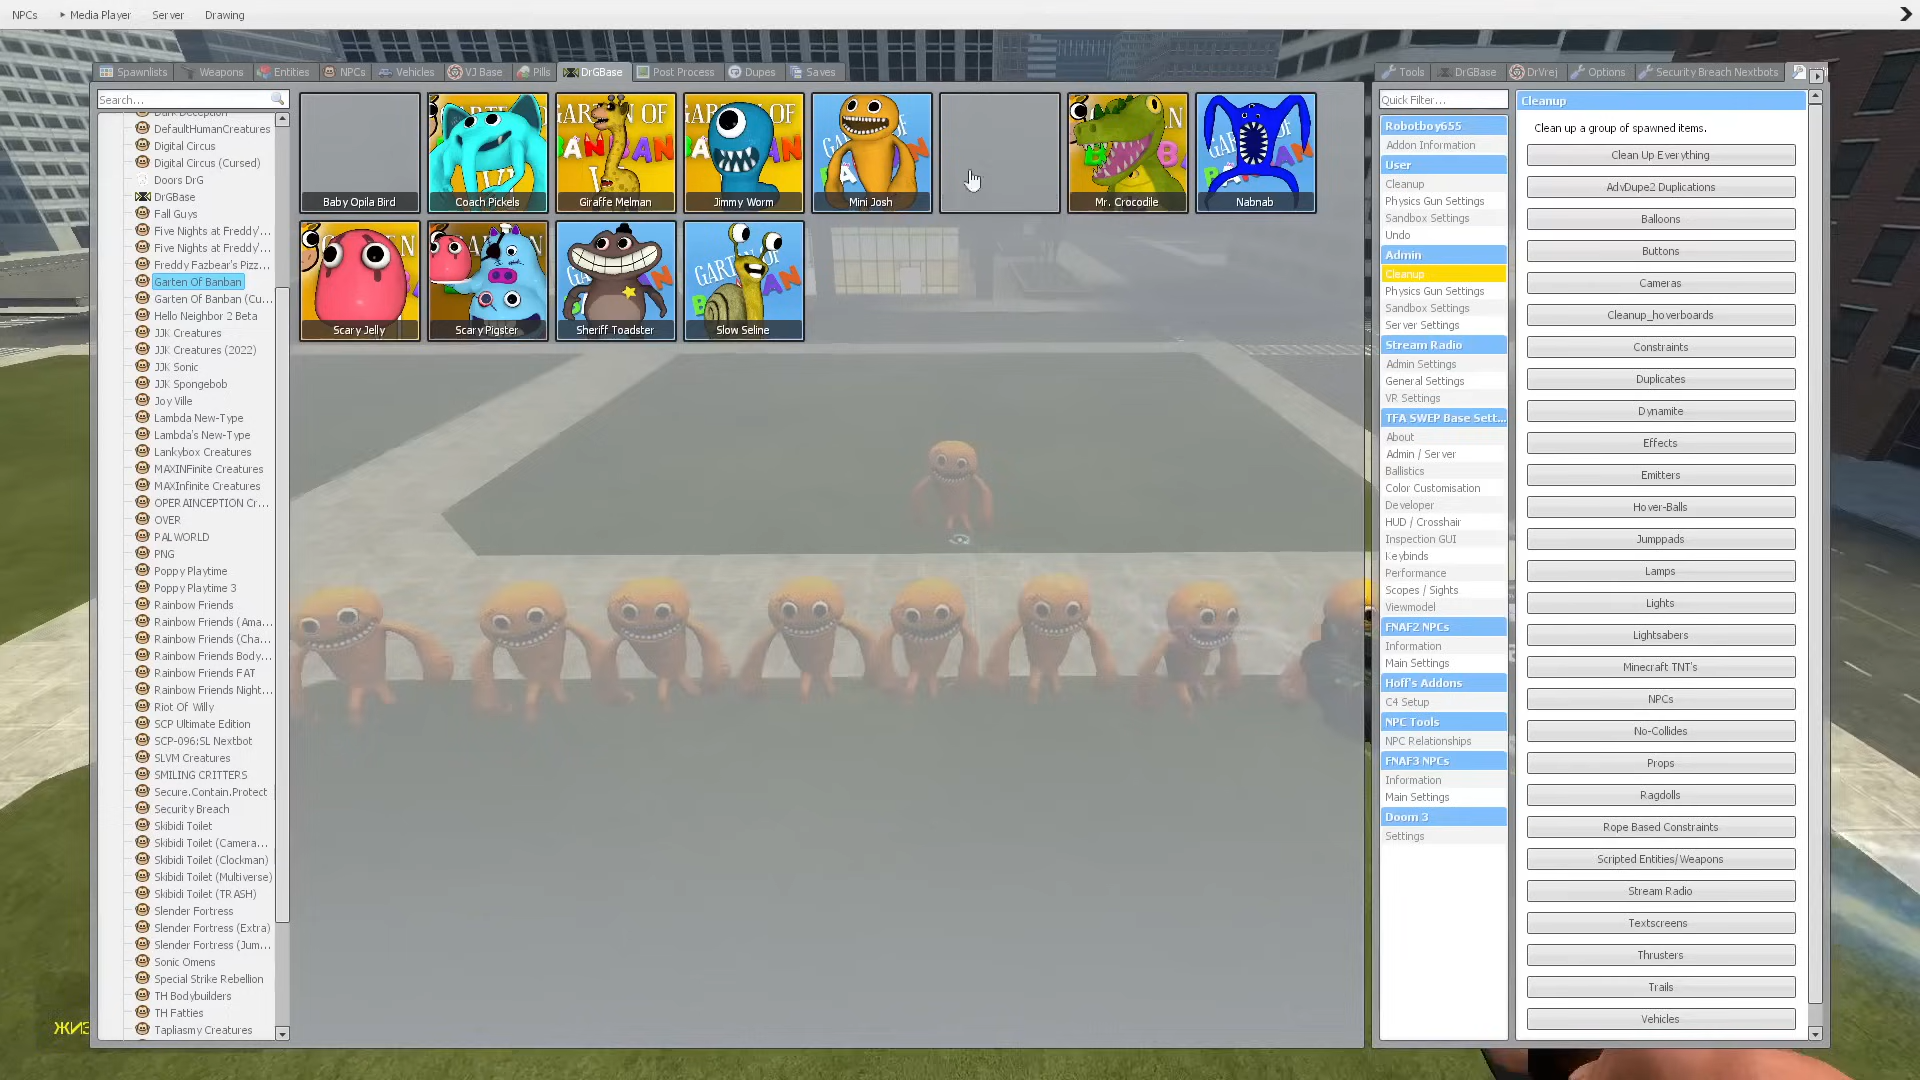 NPCs
Media Player
Server
Drawing
Spawnlists
Weapons
Entities
NPCs
Vehicles
VJ Base
Pills
DrGBase
Post Process
Dupes
Saves
Tools
DrGBase
DrVrej
Options
Security Breach Nextbots
Search...
DefaultHumanCreatures
Digital Circus
Digital Circus (Cursed)
Doors DrG
DrGBase
Fall Guys
Five Nights at Freddy'...
Five Nights at Freddy'...
Freddy Fazbear's Pizz...
Garten Of Banban
Garten Of Banban (Cu...
Hello Neighbor 2 Beta
JJK Creatures
JJK Creatures (2022)
JJK Sonic
JJK Spongebob
Joy Ville
Lambda New-Type
Lambda's New-Type
Lankybox Creatures
MAXINFinite Creatures
MAXInfinite Creatures
OPERAINCEPTION Cr...
OVER
PALWORLD
PNG
Poppy Playtime
Poppy Playtime 3
Rainbow Friends
Rainbow Friends (Ama...
Rainbow Friends (Cha...
Rainbow Friends Body...
Rainbow Friends FAT
Rainbow Friends Night...
Riot Of Willy
SCP Ultimate Edition
SCP-096:SL Nextbot
SLVM Creatures
SMILING CRITTERS
Secure.Contain.Protect
Security Breach
Skibidi Toilet
Skibidi Toilet (Camera...
Skibidi Toilet (Clockman)
Skibidi Toilet (Multiverse)
Skibidi Toilet (TRASH)
Slender Fortress
Slender Fortress (Extra)
Slender Fortress (Jum...
Sonic Omens
Special Strike Rebellion
TH Bodybuilders
TH Fatties
Tapliasmy Creatures
Baby Opila Bird
Coach Pickels
Giraffe Melman
Jimmy Worm
Mini Josh
Mr. Crocodile
Nabnab
Scary Jelly
Scary Pigster
Sheriff Toadster
Slow Seline
Quick Filter...
Robotboy655
Addon Information
User
Cleanup
Physics Gun Settings
Sandbox Settings
Undo
Admin
Cleanup
Physics Gun Settings
Sandbox Settings
Server Settings
Stream Radio
Admin Settings
General Settings
VR Settings
TFA SWEP Base Sett...
About
Admin / Server
Ballistics
Color Customisation
Developer
HUD / Crosshair
Inspection GUI
Keybinds
Performance
Scopes / Sights
Viewmodel
FNAF2 NPCs
Information
Main Settings
Hoff's Addons
C4 Setup
NPC Tools
NPC Relationships
FNAF3 NPCs
Information
Main Settings
Doom 3
Settings
Cleanup
Clean up a group of spawned items.
Clean Up Everything
AdvDupe2 Duplications
Balloons
Buttons
Cameras
Cleanup_hoverboards
Constraints
Duplicates
Dynamite
Effects
Emitters
Hover-Balls
Jumppads
Lamps
Lights
Lightsabers
Minecraft TNT's
NPCs
No-Collides
Props
Ragdolls
Rope Based Constraints
Scripted Entities/Weapons
Stream Radio
Textscreens
Thrusters
Trails
Vehicles